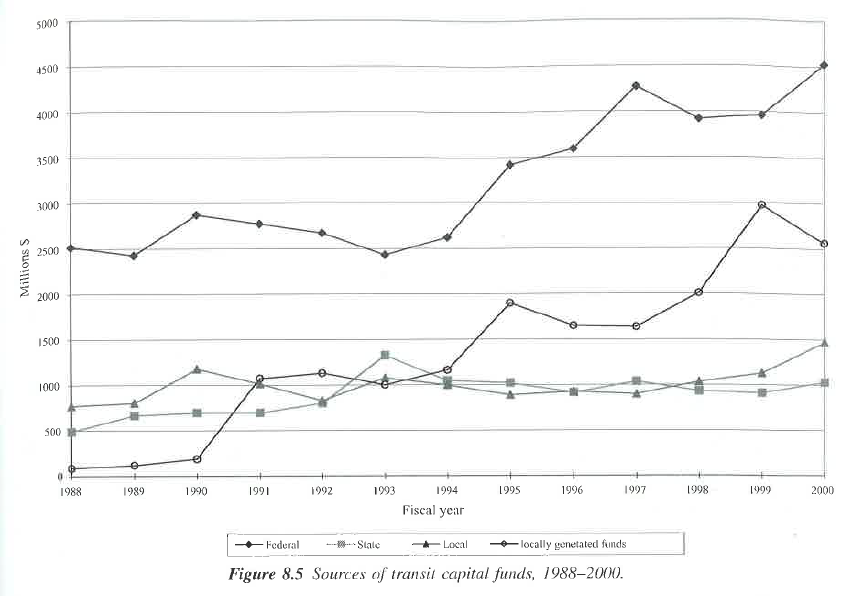 5000
4500
4000
3500
3000
2500
2000
1500
1000
500
0
Millions $
1988 1989 1990 1991 1992 1993 1994 1995 1996 1997 1998 1999 2000
Fiscal year
Federal State Local locally genetated funds
Figure 8.5 Sources of transit capital funds, 1988–2000.